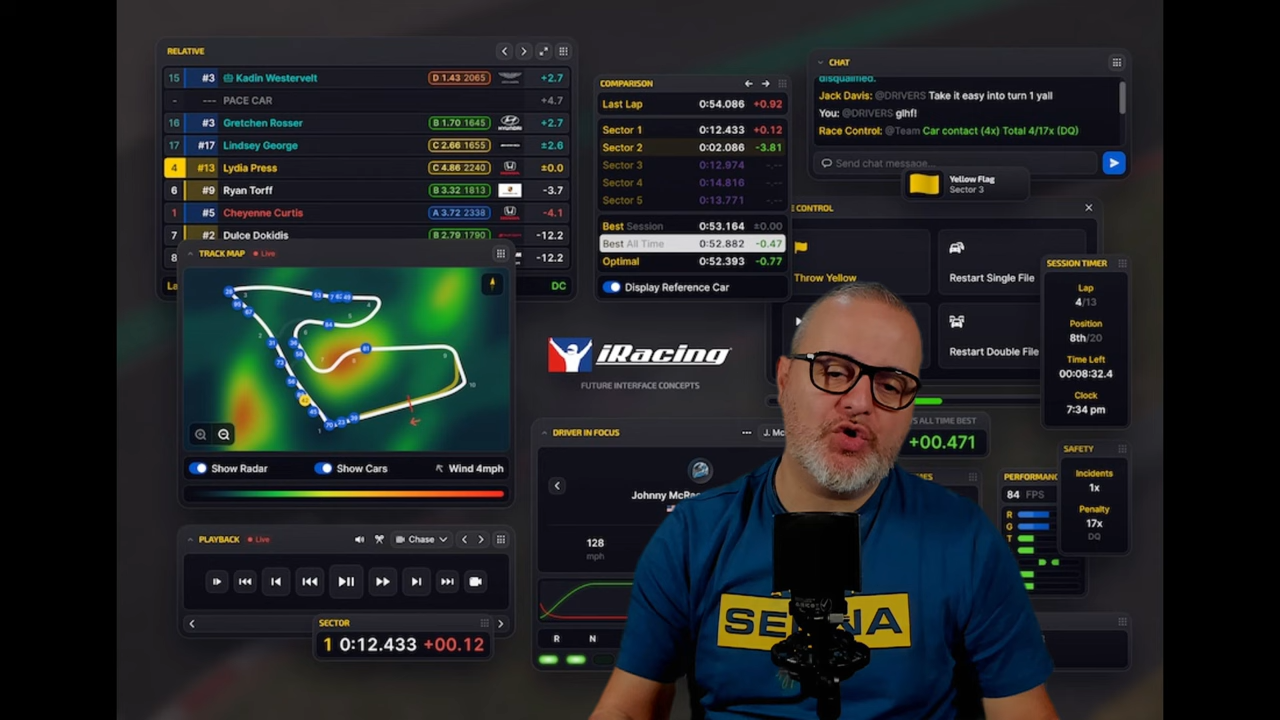 RELATIVE
15 #3 Kadin Westervelt D 1.43 2065 +2.7
- --- PACE CAR +4.7
16 #3 Gretchen Rosser B 1.70 1645 HYUNDAI +2.7
17 #17 Lindsey George C 2.66 1655 ±2.6
4 #13 Lydia Press C 4.86 2240 ±0.0
6 #9 Ryan Torff B 3.32 1813 -3.7
1 #5 Cheyenne Curtis A 3.72 2338 -4.1
7 #2 Dulce Dokidis B 2.79 1790 -12.2
8 -12.2
La DC
TRACK MAP Live
Show Radar Show Cars Wind 4mph
PLAYBACK Live Chase
SECTOR
1 0:12.433 +00.12
COMPARISON
Last Lap 0:54.086 +0.92
Sector 1 0:12.433 +0.12
Sector 2 0:02.086 -3.81
Sector 3 0:12.974 -.--
Sector 4 0:14.816 -.--
Sector 5 0:13.771 -.--
Best Session 0:53.164 ±0.00
Best All Time 0:52.882 -0.47
Optimal 0:52.393 -0.77
Display Reference Car
iRacing
FUTURE INTERFACE CONCEPTS
DRIVER IN FOCUS J. Mc
Johnny McRa
128
mph
R N
CHAT
disqualified.
Jack Davis: @DRIVERS Take it easy into turn 1 yall
You: @DRIVERS glhf!
Race Control: @Team Car contact (4x) Total 4/17x (DQ)
Send chat message...
Yellow Flag
Sector 3
E CONTROL
Throw Yellow
Restart Single File
Restart Double File
SESSION TIMER
Lap
4/13
Position
8th/20
Time Left
00:08:32.4
Clock
7:34 pm
S ALL TIME BEST
+00.471
SAFETY
Incidents
1x
Penalty
17x
DQ
PERFORMANC
84 FPS
R
G
T
SENNA